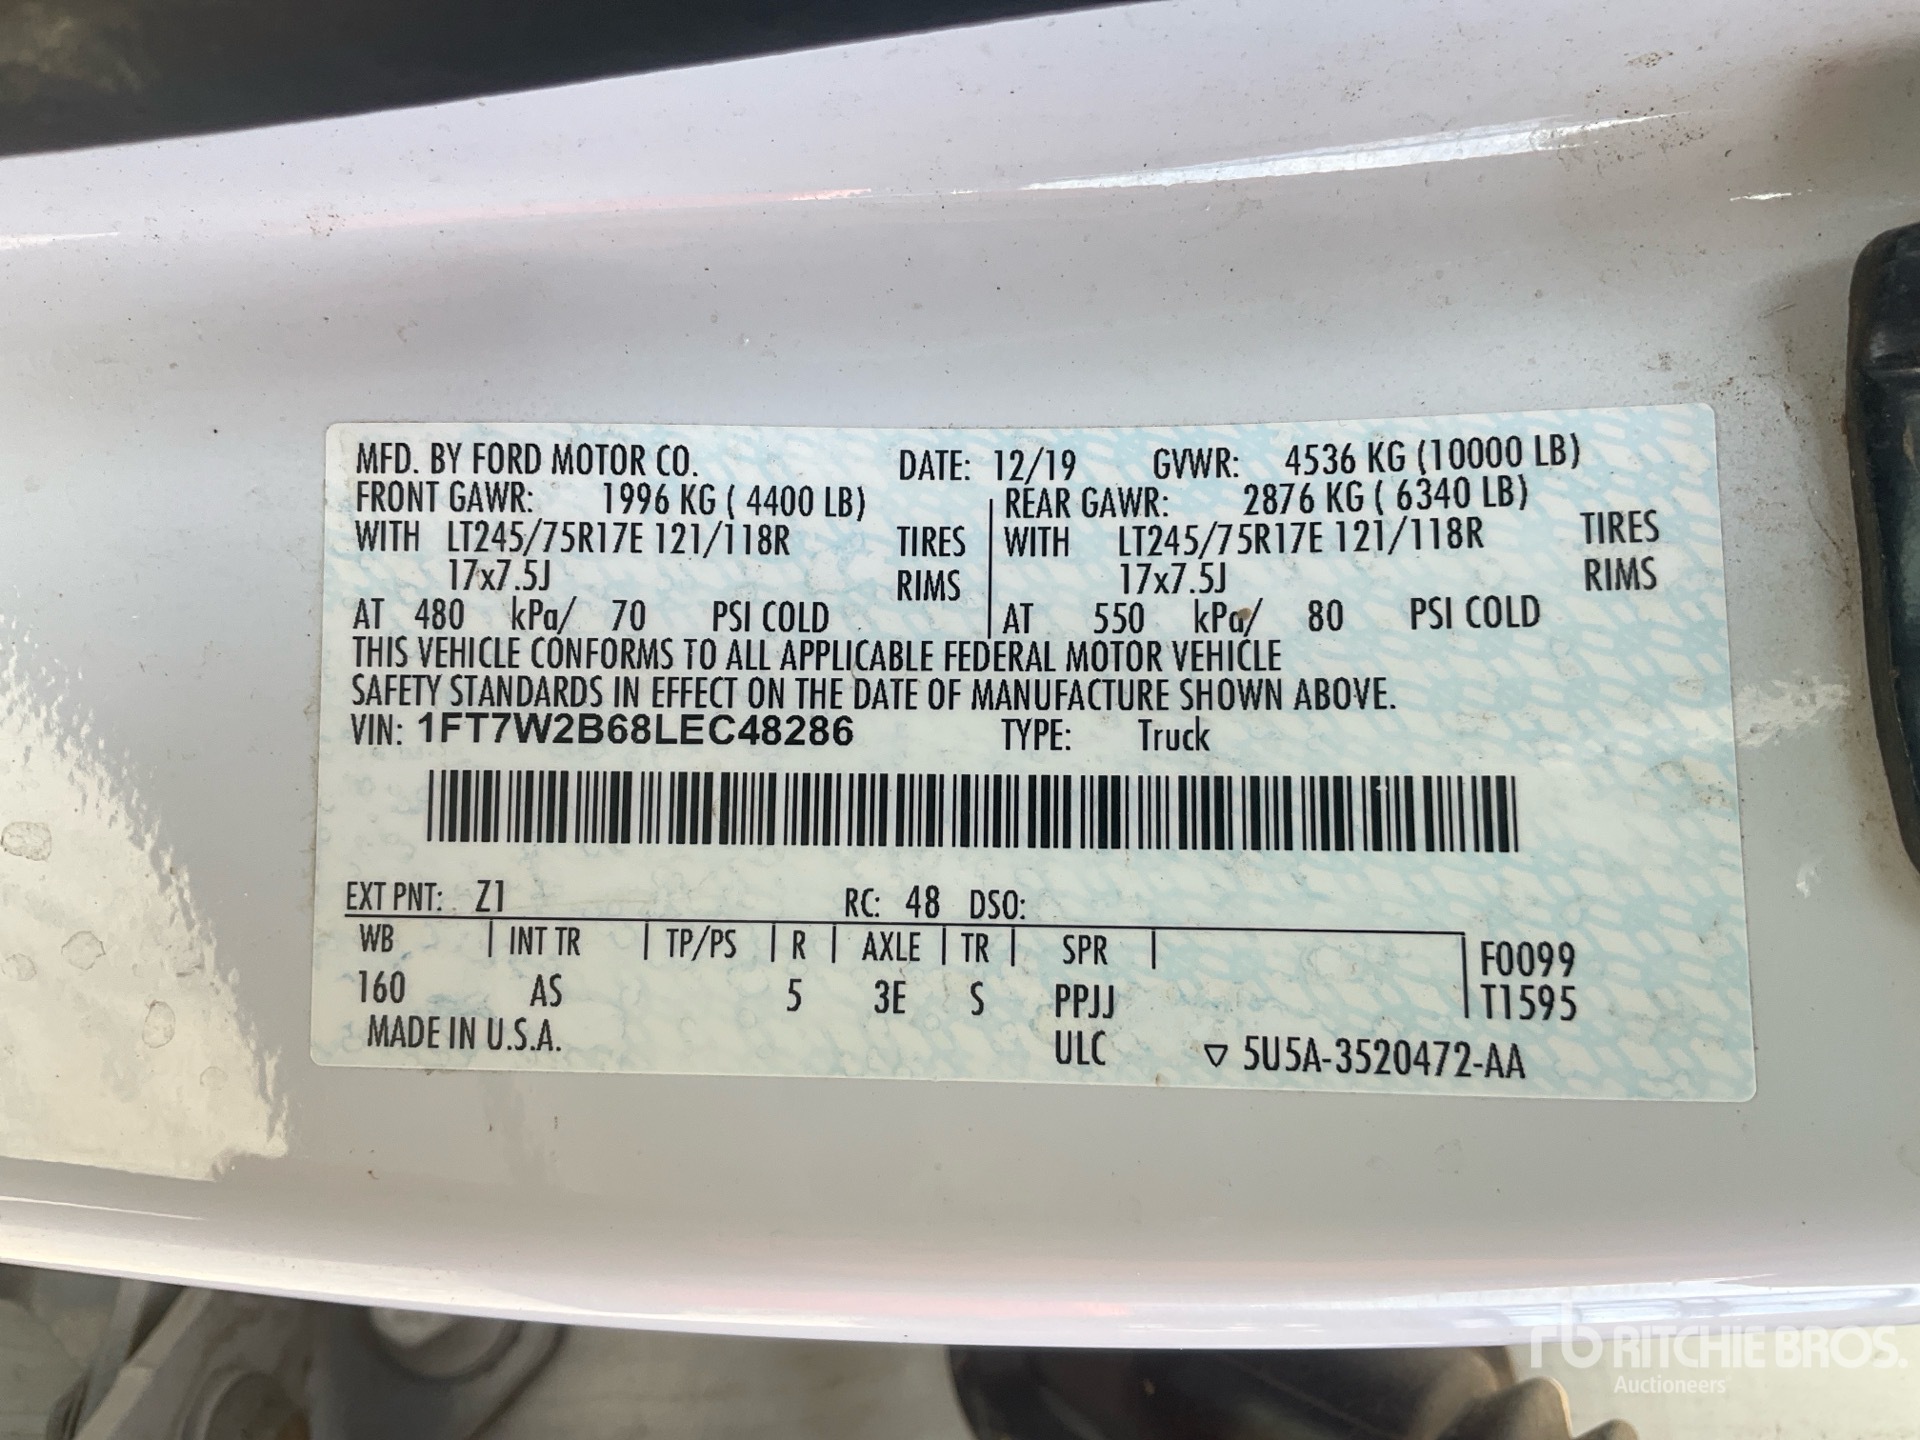 MFD. BY FORD MOTOR CO. DATE: 12/19 GVWR: 4536 KG (10000 LB)
FRONT GAWR: 1996 KG ( 4400 LB) REAR GAWR: 2876 KG ( 6340 LB)
WITH LT245/75R17E 121/118R TIRES WITH LT245/75R17E 121/118R TIRES
17x7.5J RIMS 17x7.5J RIMS
AT 480 kPa/ 70 PSI COLD AT 550 kPa/ 80 PSI COLD
THIS VEHICLE CONFORMS TO ALL APPLICABLE FEDERAL MOTOR VEHICLE
SAFETY STANDARDS IN EFFECT ON THE DATE OF MANUFACTURE SHOWN ABOVE.
VIN: 1FT7W2B68LEC48286 TYPE: Truck
EXT PNT: Z1 RC: 48 DSO:
WB INT TR TP/PS R AXLE TR SPR F0099
160 AS 5 3E S PPJJ T1595
MADE IN U.S.A. ULC ▽ 5U5A-3520472-AA
rb RITCHIE BROS.
Auctioneers